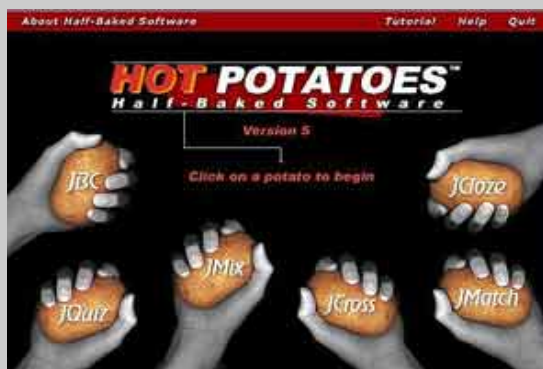 About Half-Baked Software Tutorial Help Quit
HOT POTATOES™
Half-Baked Software
Version 5
Click on a potato to begin
JBC
JCloze
JQuiz
JMix
JCross
JMatch